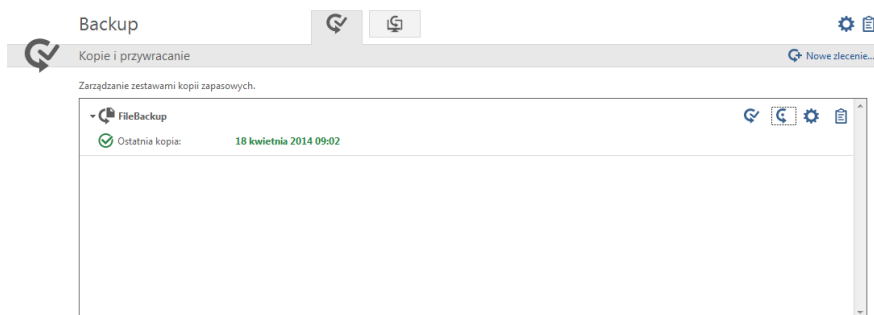 Backup
Kopie i przywracanie
Nowe zlecenie...
Zarządzanie zestawami kopii zapasowych.
FileBackup
Ostatnia kopia: 18 kwietnia 2014 09:02